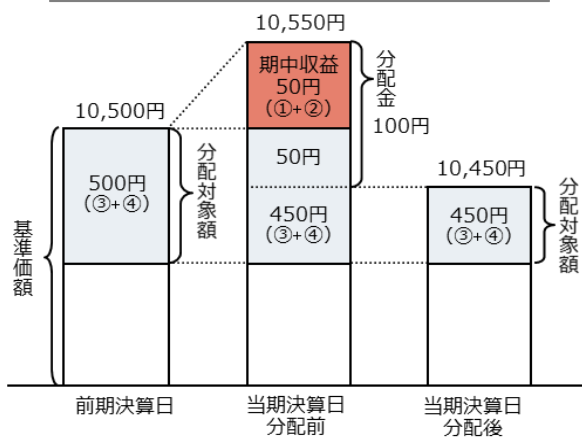 10,550円
期中収益
50円
(①+②)
分配金
100円
10,500円
500円
(③+④)
分配対象額
50円
450円
(③+④)
10,450円
450円
(③+④)
分配対象額
基準価額
前期決算日
当期決算日
分配前
当期決算日
分配後